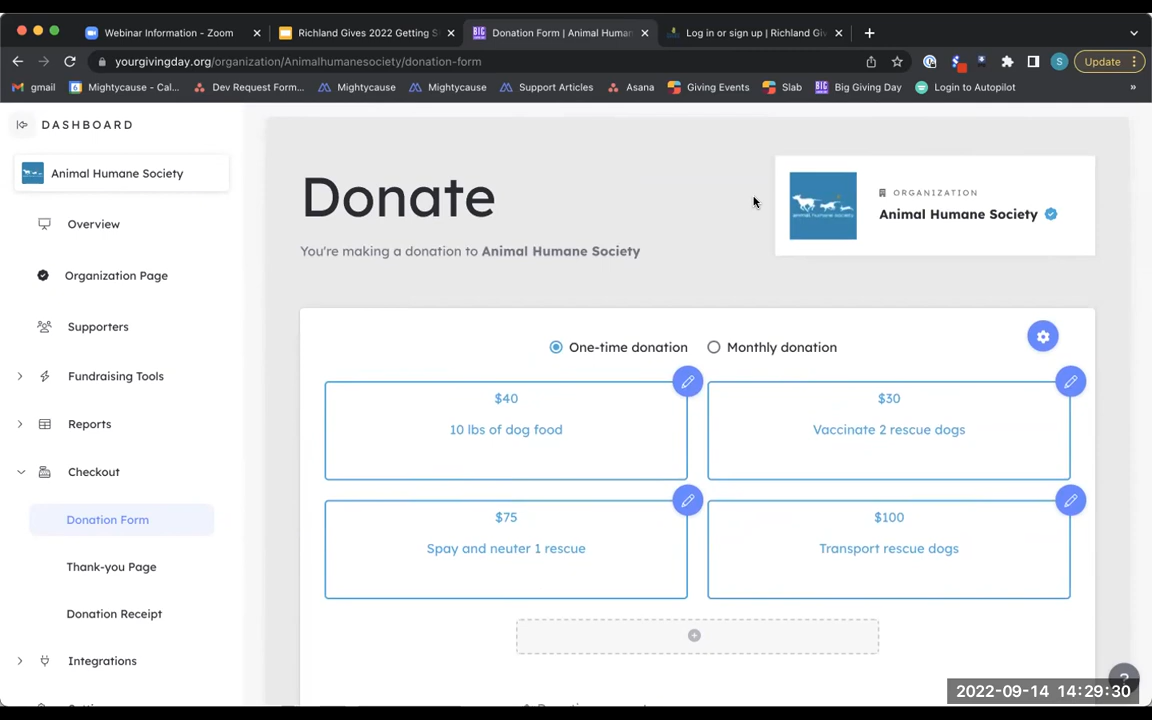 Webinar Information - Zoom
Richland Gives 2022 Getting S
Donation Form | Animal Human
Log in or sign up | Richland Giv
yourgivingday.org/organization/Animalhumanesociety/donation-form
S
Update
gmail
Mightycause - Cal...
Dev Request Form...
Mightycause
Mightycause
Support Articles
Asana
Giving Events
Slab
Big Giving Day
Login to Autopilot
»
DASHBOARD
Animal Humane Society
Overview
Organization Page
Supporters
Fundraising Tools
Reports
Checkout
Donation Form
Thank-you Page
Donation Receipt
Integrations
Donate
You're making a donation to Animal Humane Society
animal humane society
ORGANIZATION
Animal Humane Society
One-time donation
Monthly donation
$40
10 lbs of dog food
$30
Vaccinate 2 rescue dogs
$75
Spay and neuter 1 rescue
$100
Transport rescue dogs
?
2022-09-14 14:29:30